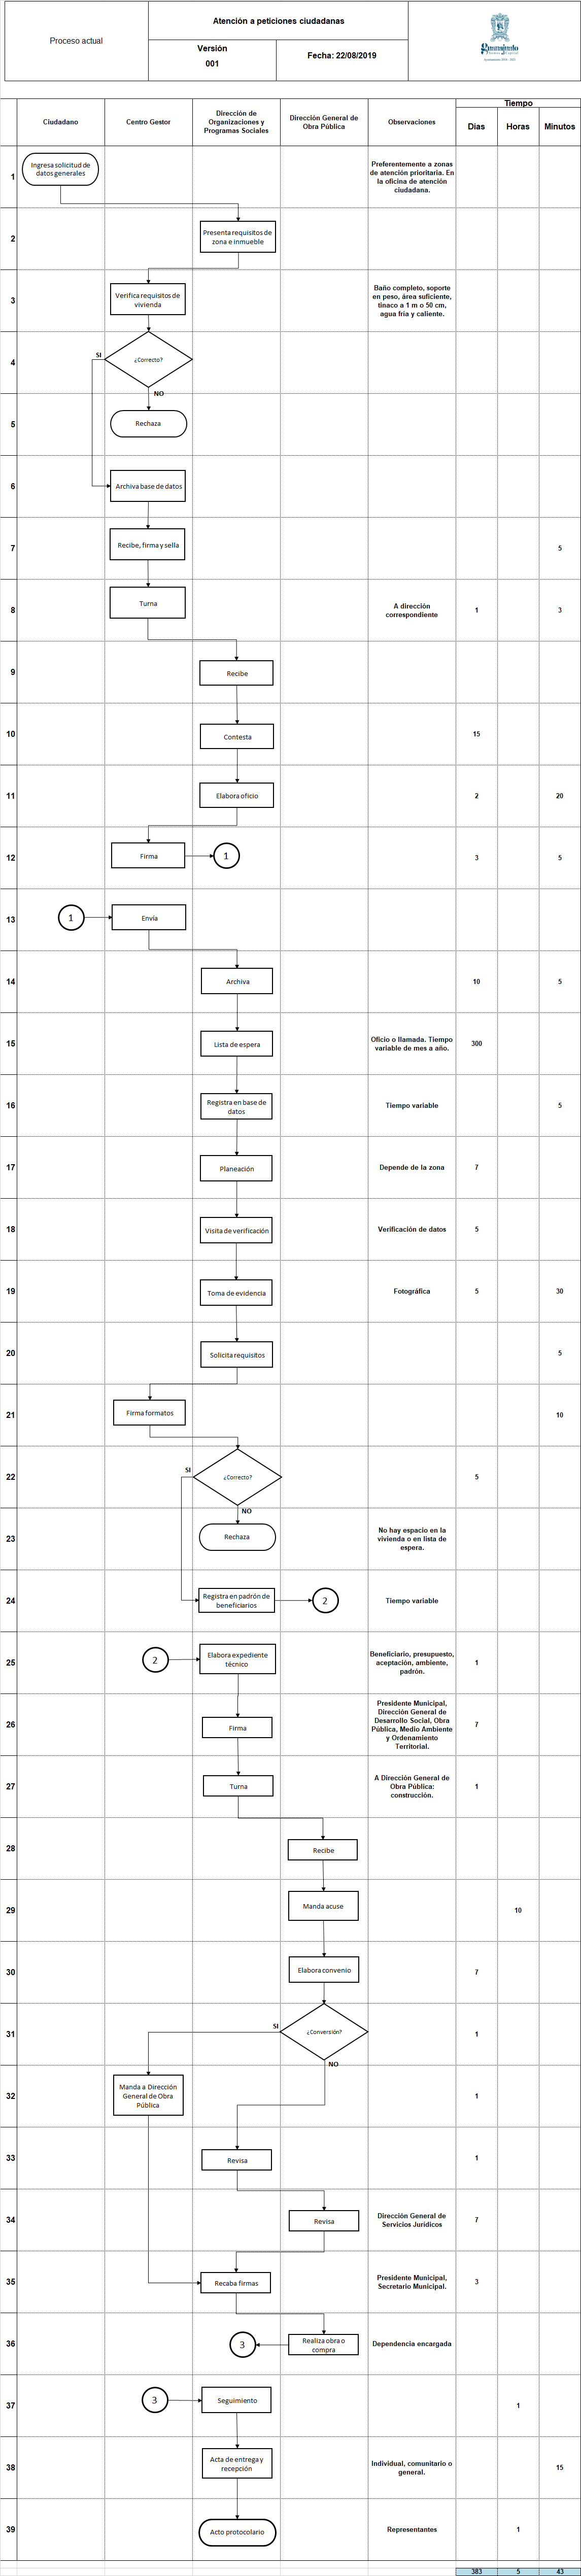 Proceso actual
Atención a peticiones ciudadanas
Versión
001
Fecha: 22/08/2019
Guanajuato
Ciudadano
Centro Gestor
Dirección de
Organizaciones y
Programas Sociales
Dirección General de
Obra Pública
Observaciones
Tiempo
Dias
Horas
Minutos
1
Ingresa solicitud de
datos generales
Preferentemente a zonas
de atención prioritaria. En
la oficina de atención
ciudadana.
2
Presenta requisitos de
zona e inmueble
3
Verifica requisitos de
vivienda
Baño completo, soporte
en peso, área suficiente,
tinaco a 1 m o 50 cm,
agua fría y caliente.
4
SI
¿Correcto?
NO
5
Rechaza
6
Archiva base de datos
7
Recibe, firma y sella
5
8
Turna
A dirección
correspondiente
1
3
9
Recibe
10
Contesta
15
11
Elabora oficio
2
20
12
Firma
1
3
5
13
1
Envía
14
Archiva
10
5
15
Lista de espera
Oficio o llamada. Tiempo
variable de mes a año.
300
16
Registra en base de
datos
Tiempo variable
5
17
Planeación
Depende de la zona
7
18
Visita de verificación
Verificación de datos
5
19
Toma de evidencia
Fotográfica
5
30
20
Solicita requisitos
5
21
Firma formatos
10
22
SI
¿Correcto?
NO
5
23
Rechaza
No hay espacio en la
vivienda o en lista de
espera.
24
Registra en padrón de
beneficiarios
2
Tiempo variable
25
2
Elabora expediente
técnico
Beneficiario, presupuesto,
aceptación, ambiente,
padrón.
1
26
Firma
Presidente Municipal,
Dirección General de
Desarrollo Social, Obra
Pública, Medio Ambiente
y Ordenamiento
Territorial.
7
27
Turna
A Dirección General de
Obra Pública:
construcción.
1
28
Recibe
29
Manda acuse
10
30
Elabora convenio
7
31
SI
¿Conversión?
NO
1
32
Manda a Dirección
General de Obra
Pública
1
33
Revisa
1
34
Revisa
Dirección General de
Servicios Jurídicos
7
35
Recaba firmas
Presidente Municipal,
Secretario Municipal.
3
36
3
Realiza obra o
compra
Dependencia encargada
37
3
Seguimiento
1
38
Acta de entrega y
recepción
Individual, comunitario o
general.
15
39
Acto protocolario
Representantes
1
383
5
43